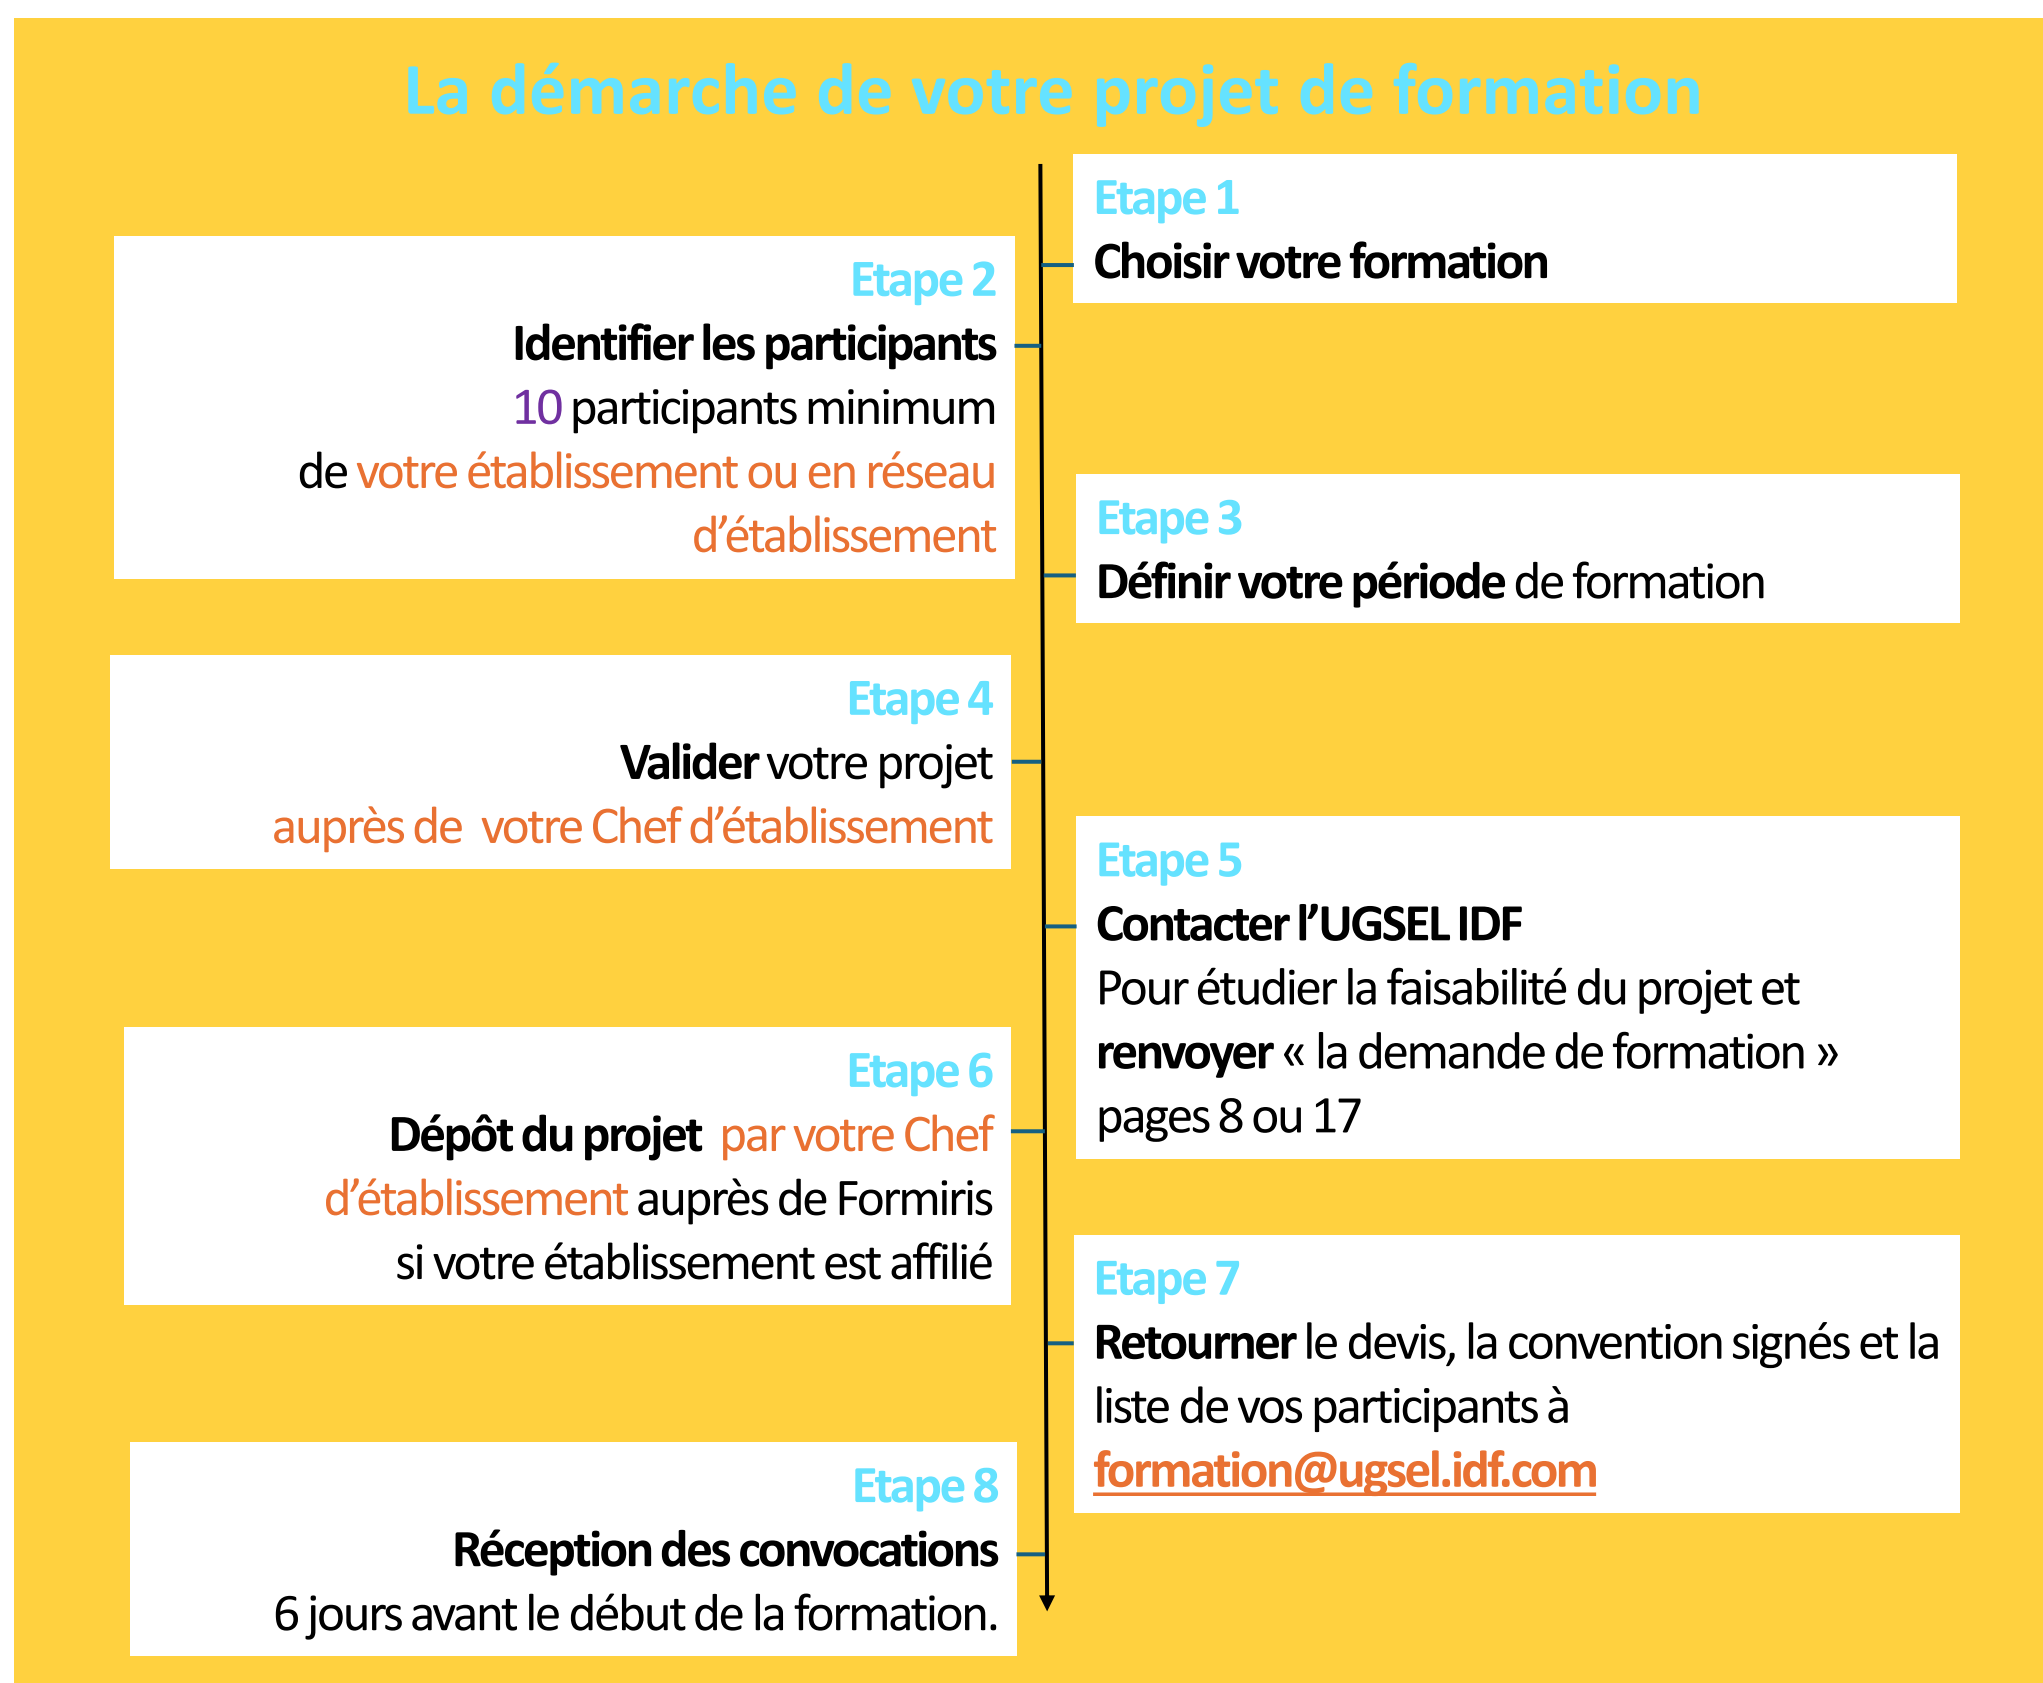 La démarche de votre projet de formation
Etape 1
Choisir votre formation
Etape 2
Identifier les participants
10 participants minimum
de votre établissement ou en réseau
d’établissement
Etape 3
Définir votre période de formation
Etape 4
Valider votre projet
auprès de votre Chef d’établissement
Etape 5
Contacter l’UGSEL IDF
Pour étudier la faisabilité du projet et
renvoyer « la demande de formation »
pages 8 ou 17
Etape 6
Dépôt du projet par votre Chef
d’établissement auprès de Formiris
si votre établissement est affilié
Etape 7
Retourner le devis, la convention signés et la
liste de vos participants à
formation@ugsel.idf.com
Etape 8
Réception des convocations
6 jours avant le début de la formation.